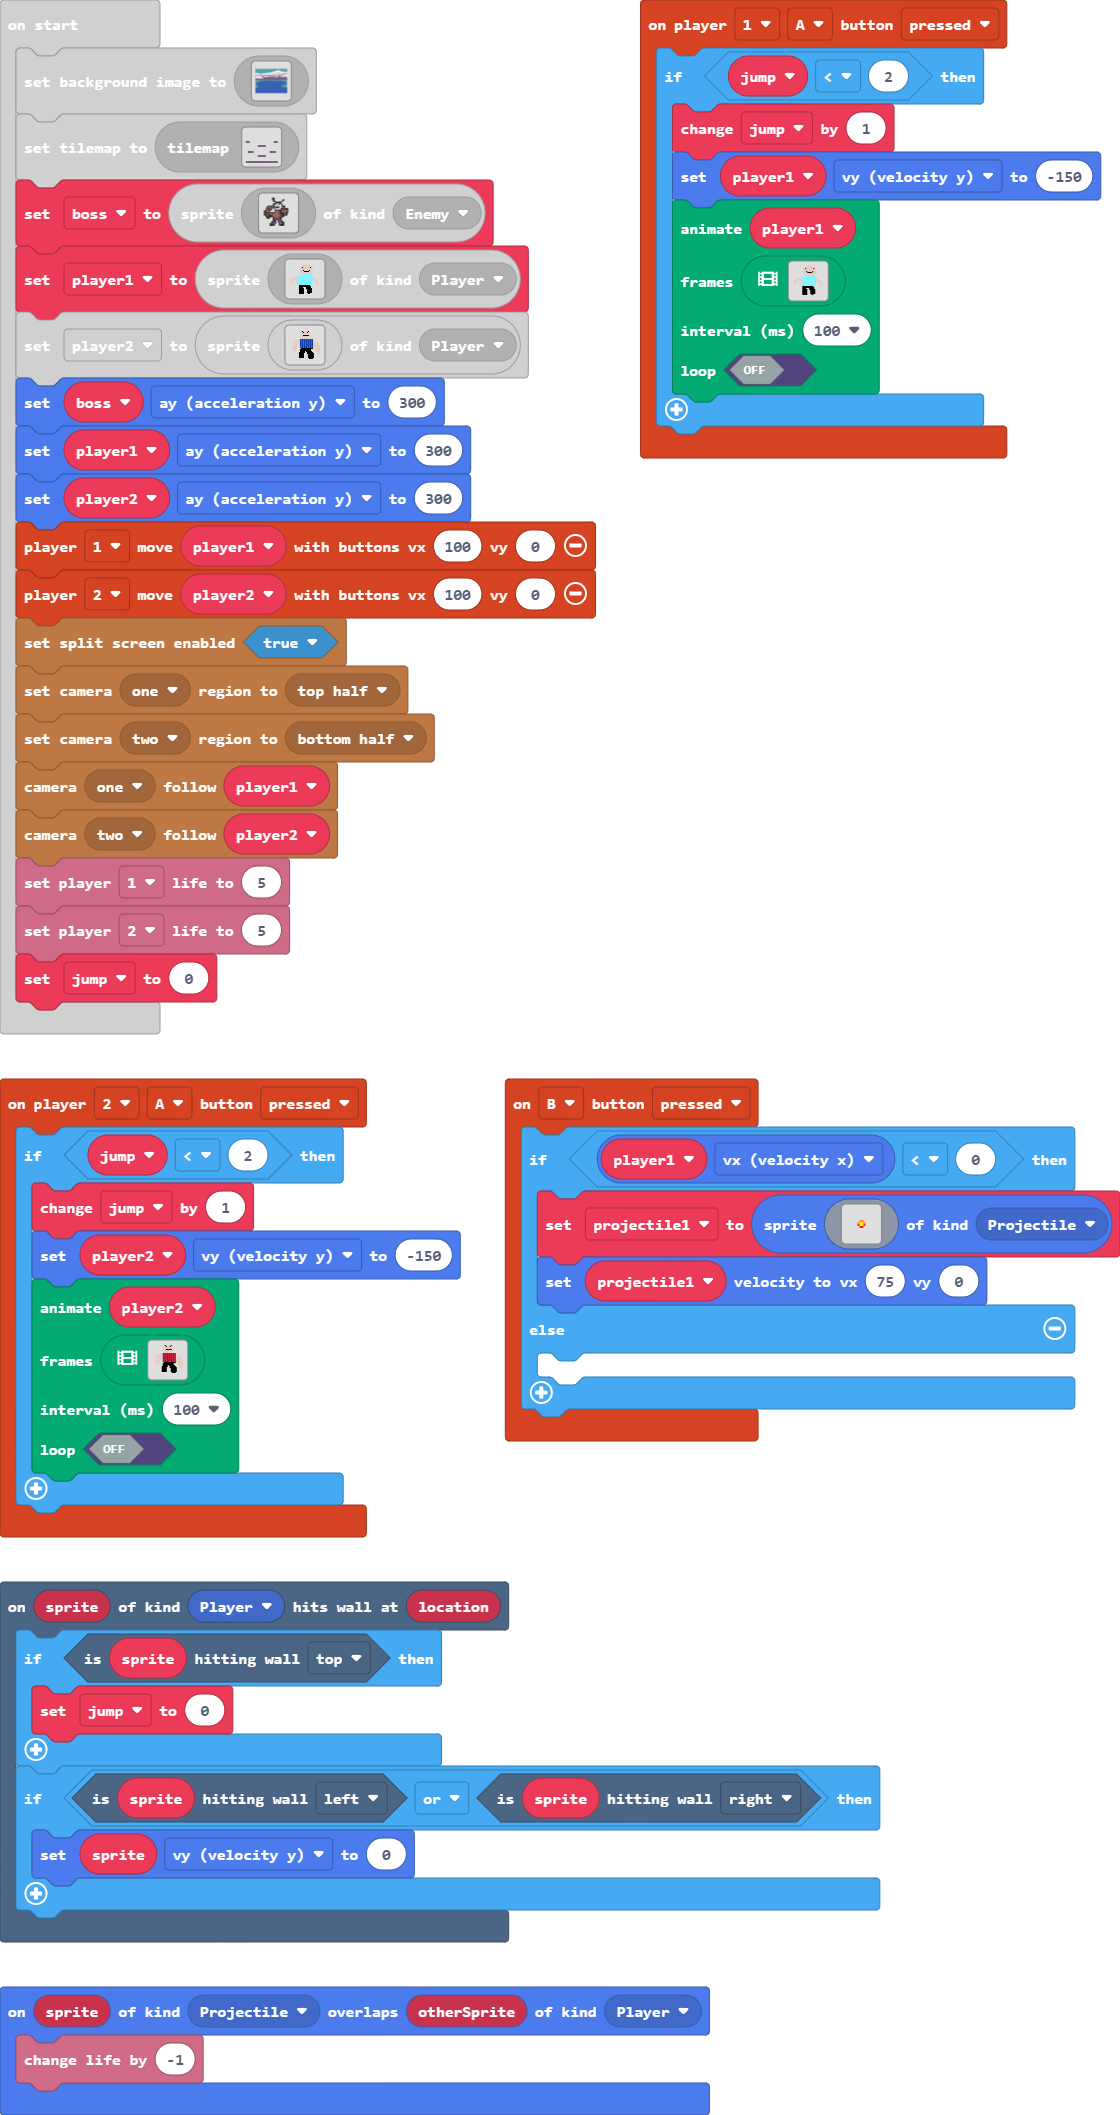 on start
set background image to
set tilemap to tilemap
set boss to sprite of kind Enemy
set player1 to sprite of kind Player
set player2 to sprite of kind Player
set boss ay (acceleration y) to 300
set player1 ay (acceleration y) to 300
set player2 ay (acceleration y) to 300
player 1 move player1 with buttons vx 100 vy 0
player 2 move player2 with buttons vx 100 vy 0
set split screen enabled true
set camera one region to top half
set camera two region to bottom half
camera one follow player1
camera two follow player2
set player 1 life to 5
set player 2 life to 5
set jump to 0
on player 1 A button pressed
if jump < 2 then
change jump by 1
set player1 vy (velocity y) to -150
animate player1
frames
interval (ms) 100
loop OFF
on player 2 A button pressed
if jump < 2 then
change jump by 1
set player2 vy (velocity y) to -150
animate player2
frames
interval (ms) 100
loop OFF
on B button pressed
if player1 vx (velocity x) < 0 then
set projectile1 to sprite of kind Projectile
set projectile1 velocity to vx 75 vy 0
else
on sprite of kind Player hits wall at location
if is sprite hitting wall top then
set jump to 0
if is sprite hitting wall left or is sprite hitting wall right then
set sprite vy (velocity y) to 0
on sprite of kind Projectile overlaps otherSprite of kind Player
change life by -1